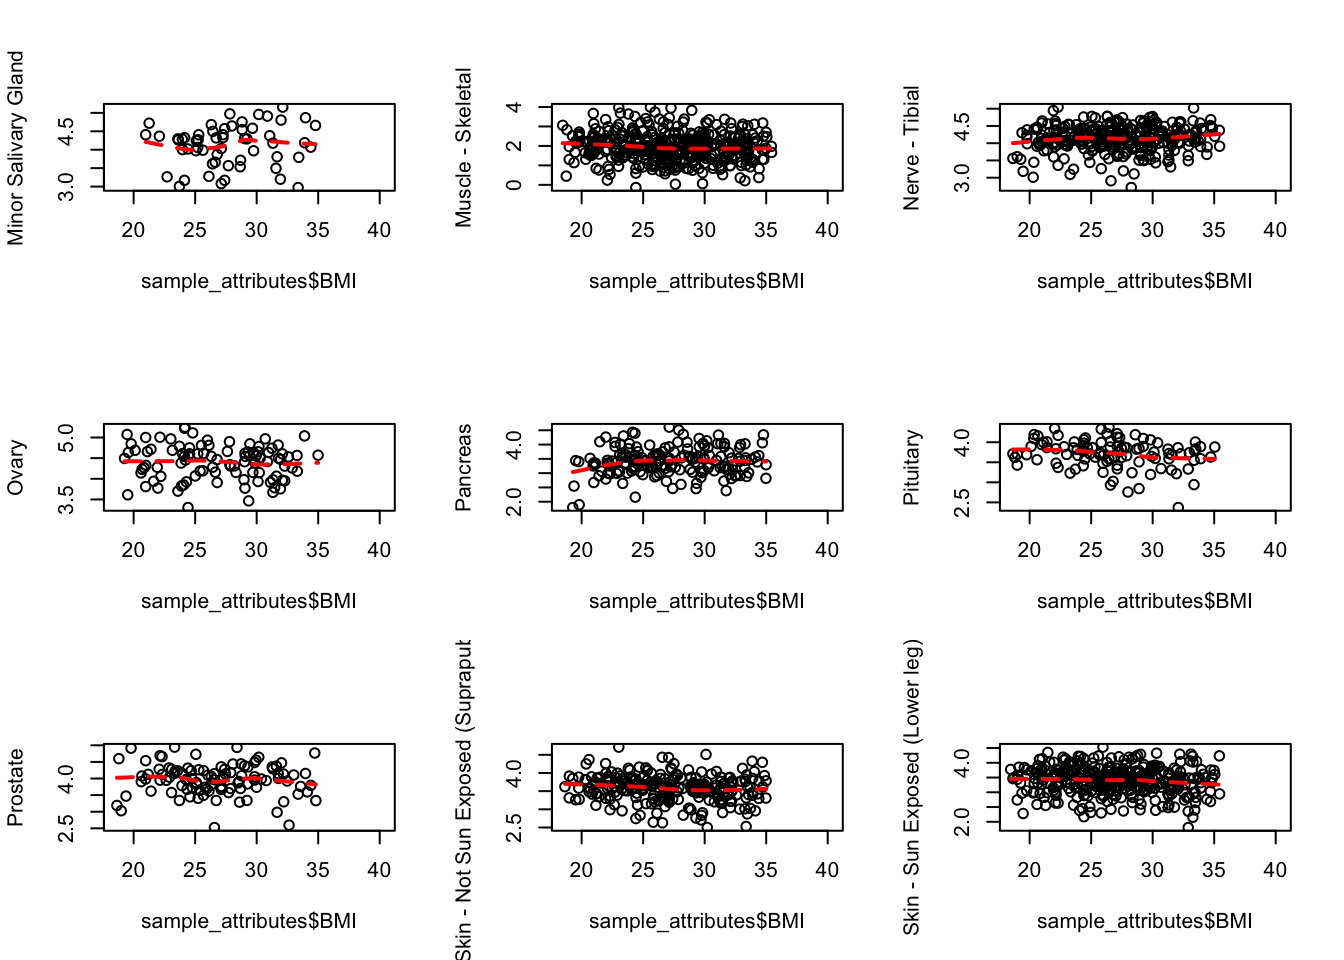 Minor Salivary Gland
4.5
3.0
20 25 30 35 40
sample_attributes$BMI
Muscle - Skeletal
4
2
0
20 25 30 35 40
sample_attributes$BMI
Nerve - Tibial
4.5
3.0
20 25 30 35 40
sample_attributes$BMI
Ovary
5.0
3.5
20 25 30 35 40
sample_attributes$BMI
Pancreas
4.0
2.0
20 25 30 35 40
sample_attributes$BMI
Pituitary
4.0
2.5
20 25 30 35 40
sample_attributes$BMI
Prostate
4.0
2.5
20 25 30 35 40
sample_attributes$BMI
Skin - Not Sun Exposed (Suprapub
4.0
2.5
20 25 30 35 40
sample_attributes$BMI
Skin - Sun Exposed (Lower leg)
4.0
2.0
20 25 30 35 40
sample_attributes$BMI